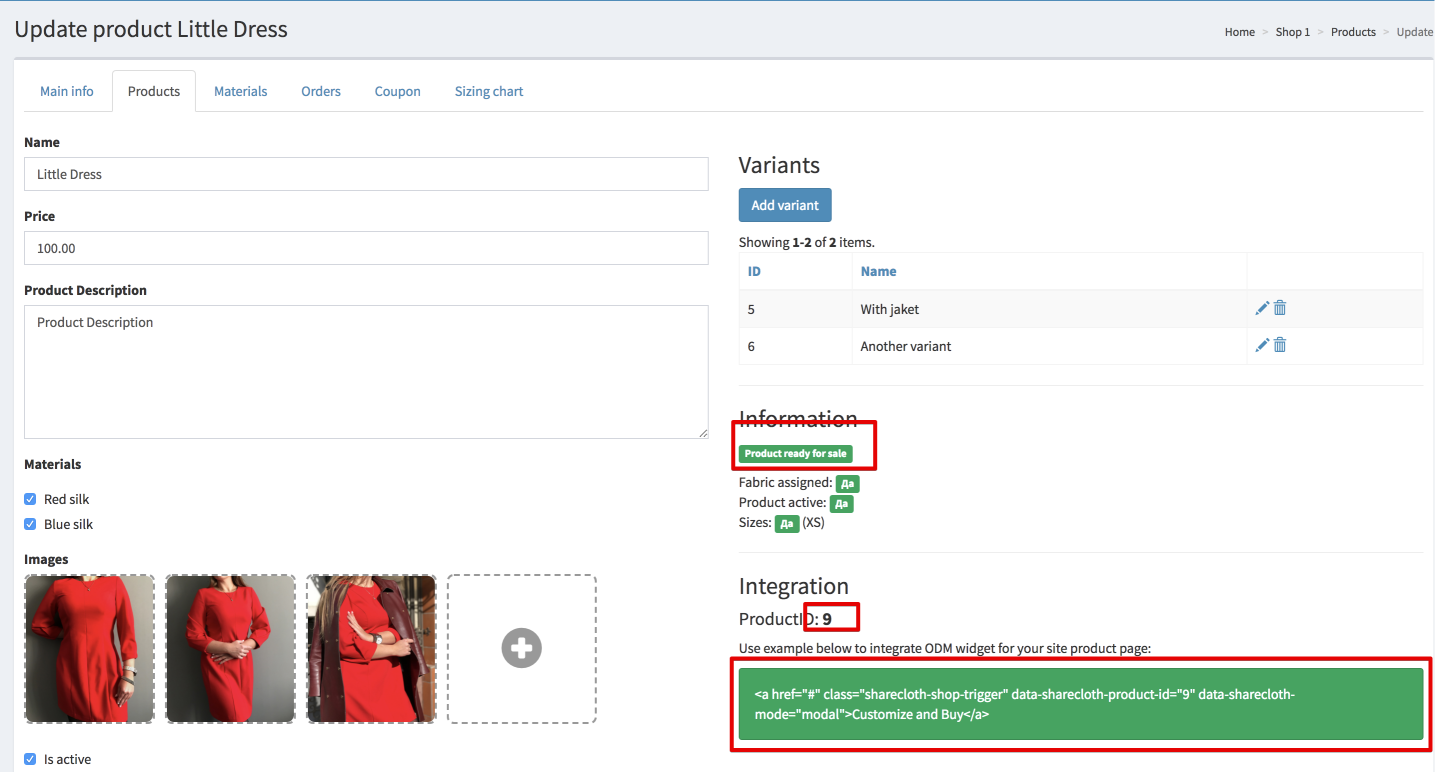 Update product Little Dress
Home > Shop 1 > Products > Update
Main info
Products
Materials
Orders
Coupon
Sizing chart
Name
Little Dress
Price
100.00
Product Description
Product Description
Materials
Red silk
Blue silk
Images
Is active
Variants
Add variant
Showing 1-2 of 2 items.
ID Name
5 With jaket
6 Another variant
Information
Product ready for sale
Fabric assigned: Да
Product active: Да
Sizes: Да (XS)
Integration
ProductID: 9
Use example below to integrate ODM widget for your site product page:
<a href="#" class="sharecloth-shop-trigger" data-sharecloth-product-id="9" data-sharecloth-
mode="modal">Customize and Buy</a>